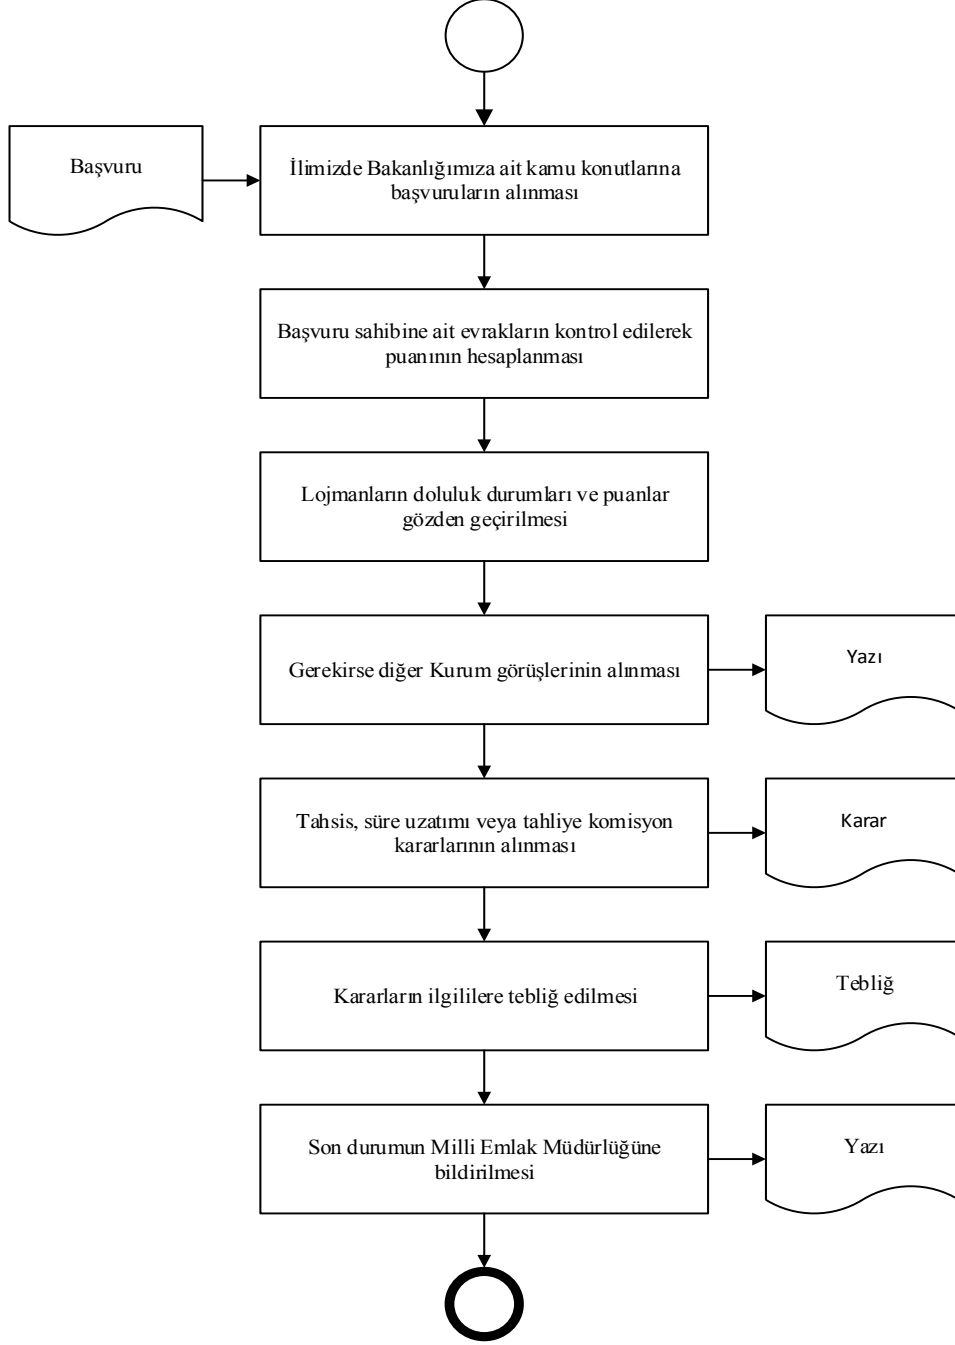 Başvuru
İlimizde Bakanlığımıza ait kamu konutlarına
başvuruların alınması
Başvuru sahibine ait evrakların kontrol edilerek
puanının hesaplanması
Lojmanların doluluk durumları ve puanlar
gözden geçirilmesi
Gerekirse diğer Kurum görüşlerinin alınması
Yazı
Tahsis, süre uzatımı veya tahliye komisyon
kararlarının alınması
Karar
Kararların ilgililere tebliğ edilmesi
Tebliğ
Son durumun Milli Emlak Müdürlüğüne
bildirilmesi
Yazı